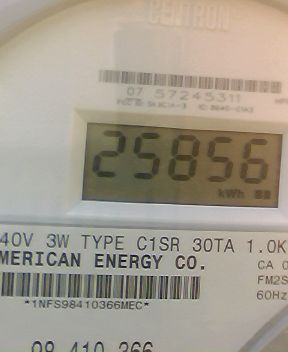 CENTRON
07 57245311
25856
kWh
40V 3W TYPE C1SR 30TA 1.0K
MERICAN ENERGY CO.
CA 0
FM2S
60Hz
*1NFS98410366MEC*
98 410 366